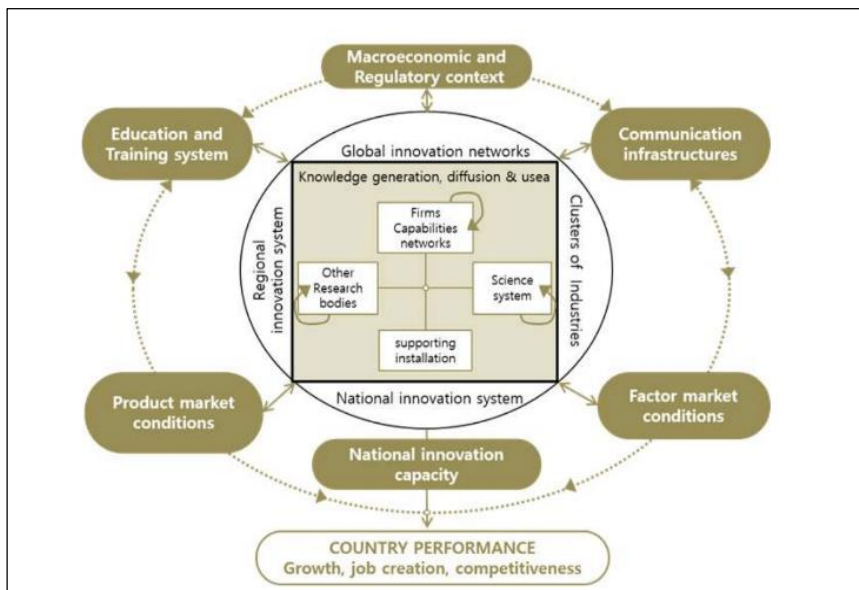 Macroeconomic and
Regulatory context
Education and
Training system
Communication
infrastructures
Global innovation networks
Knowledge generation, diffusion & usea
Regional
innovation system
Clusters of Industries
Firms
Capabilities
networks
Other
Research
bodies
Science
system
supporting
installation
National innovation system
Product market
conditions
Factor market
conditions
National innovation
capacity
COUNTRY PERFORMANCE
Growth, job creation, competitiveness